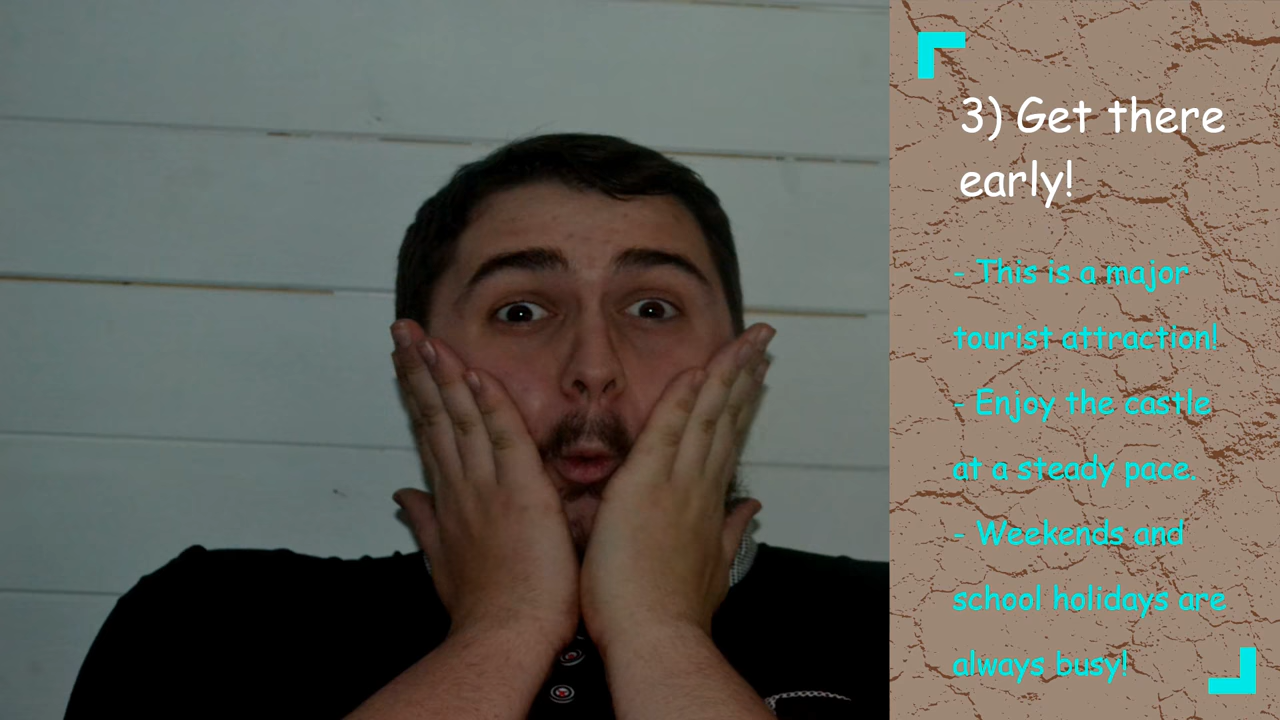 3) Get there
early!
- This is a major
tourist attraction!
- Enjoy the castle
at a steady pace.
- Weekends and
school holidays are
always busy!